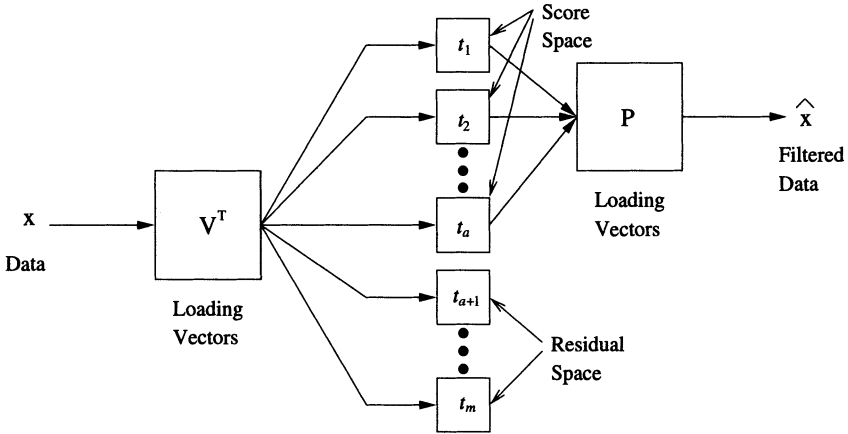 Score
Space
t₁
t₂
P
x̂
Filtered
Data
Loading
Vectors
x
Data
Vᵀ
Loading
Vectors
tₐ
tₐ₊₁
Residual
Space
tₘ